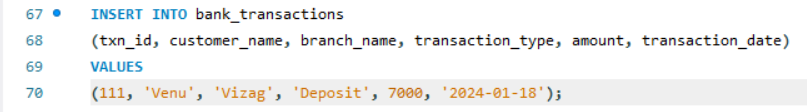 67 INSERT INTO bank_transactions
68 (txn_id, customer_name, branch_name, transaction_type, amount, transaction_date)
69 VALUES
70 (111, 'Venu', 'Vizag', 'Deposit', 7000, '2024-01-18');